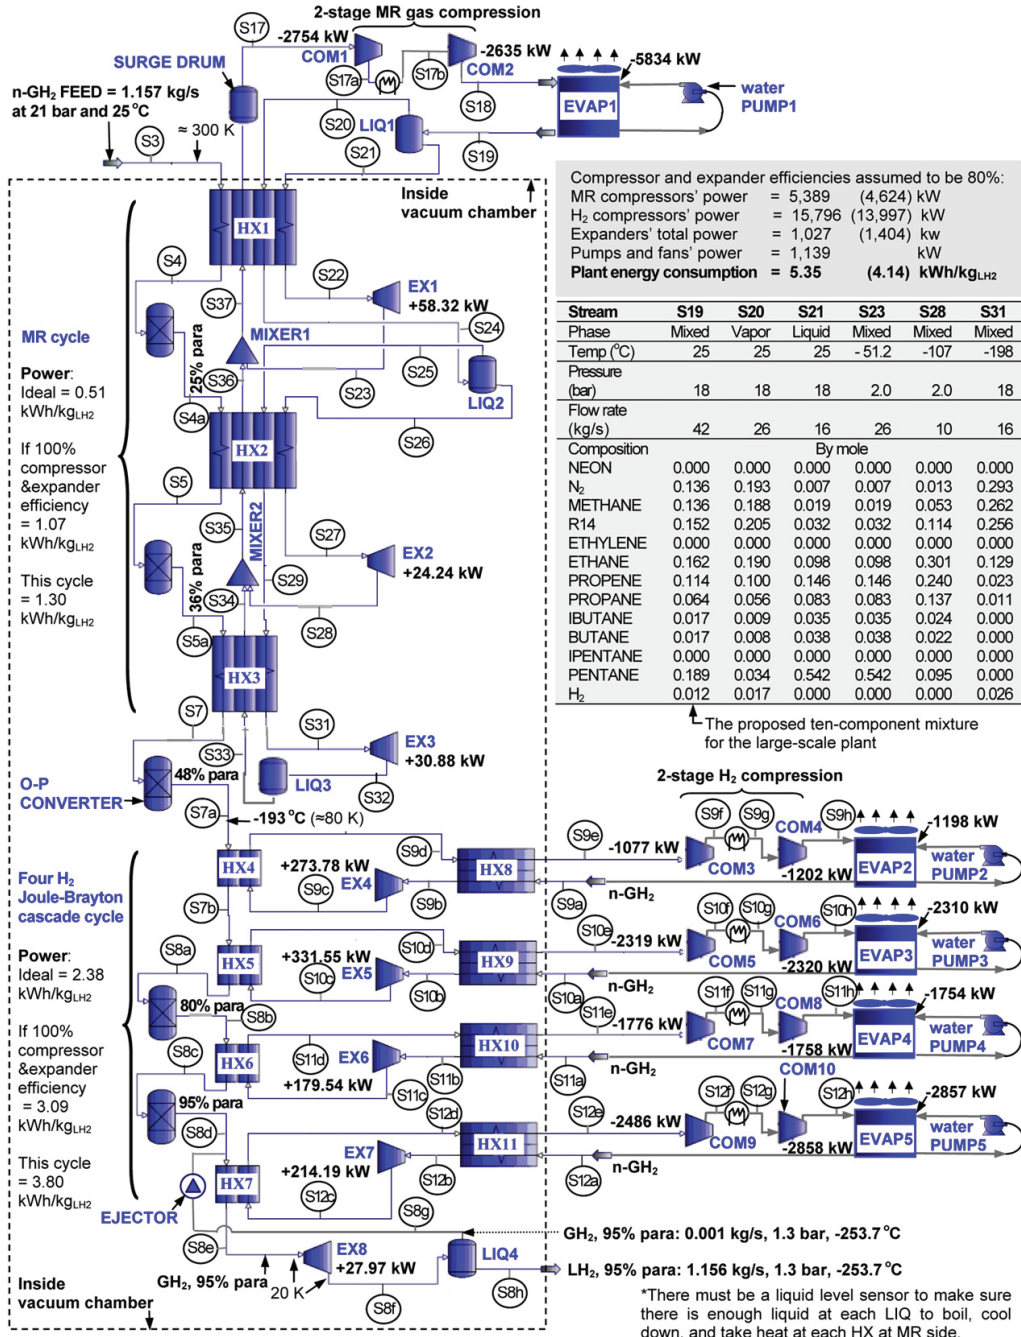 2-stage MR gas compression
S17
-2754 kW
COM1
-2635 kW
COM2
S17a
S17b
S18
-5834 kW
EVAP1
water
PUMP1
SURGE DRUM
n-GH2 FEED = 1.157 kg/s
at 21 bar and 25 °C
≈ 300 K
S3
S20
LIQ1
S21
S19
Inside
vacuum chamber
HX1
S4
S22
EX1
+58.32 kW
S37
S24
MIXER1
MR cycle
25% para
S36
S25
S23
LIQ2
S4a
S26
Power:
Ideal = 0.51
kWh/kgLH2
If 100%
compressor
&expander
efficiency
= 1.07
kWh/kgLH2
This cycle
= 1.30
kWh/kgLH2
HX2
S5
S35
MIXER2
S27
EX2
+24.24 kW
36% para
S29
S34
S28
S5a
HX3
S7
S31
S33
EX3
+30.88 kW
LIQ3
S32
O-P
CONVERTER
48% para
S7a
-193 °C (≈80 K)
Compressor and expander efficiencies assumed to be 80%:
MR compressors' power = 5,389 (4,624) kW
H2 compressors' power = 15,796 (13,997) kW
Expanders' total power = 1,027 (1,404) kw
Pumps and fans' power = 1,139 kW
Plant energy consumption = 5.35 (4.14) kWh/kgLH2
Stream S19 S20 S21 S23 S28 S31
Phase Mixed Vapor Liquid Mixed Mixed Mixed
Temp (°C) 25 25 25 - 51.2 -107 -198
Pressure
(bar) 18 18 18 2.0 2.0 18
Flow rate
(kg/s) 42 26 16 26 10 16
Composition By mole
NEON 0.000 0.000 0.000 0.000 0.000 0.000
N2 0.136 0.193 0.007 0.007 0.013 0.293
METHANE 0.136 0.188 0.019 0.019 0.053 0.262
R14 0.152 0.205 0.032 0.032 0.114 0.256
ETHYLENE 0.000 0.000 0.000 0.000 0.000 0.000
ETHANE 0.162 0.190 0.098 0.098 0.301 0.129
PROPENE 0.114 0.100 0.146 0.146 0.240 0.023
PROPANE 0.064 0.056 0.083 0.083 0.137 0.011
IBUTANE 0.017 0.009 0.035 0.035 0.024 0.000
BUTANE 0.017 0.008 0.038 0.038 0.022 0.000
IPENTANE 0.000 0.000 0.000 0.000 0.000 0.000
PENTANE 0.189 0.034 0.542 0.542 0.095 0.000
H2 0.012 0.017 0.000 0.000 0.000 0.026
The proposed ten-component mixture
for the large-scale plant
2-stage H2 compression
Four H2
Joule-Brayton
cascade cycle
Power:
Ideal = 2.38
kWh/kgLH2
If 100%
compressor
&expander
efficiency
= 3.09
kWh/kgLH2
This cycle
= 3.80
kWh/kgLH2
HX4
S9d
+273.78 kW
S9c
EX4
S9b
HX8
S9e
-1077 kW
S9f
S9g
COM4
S9h
COM3
-1202 kW
-1198 kW
EVAP2
water
PUMP2
S9a
n-GH2
S7b
S8a
HX5
S10d
+331.55 kW
S10c
EX5
S10b
HX9
S10e
-2319 kW
S10f
S10g
COM6
S10h
COM5
-2320 kW
-2310 kW
EVAP3
water
PUMP3
S10a
n-GH2
80% para
S8b
S8c
HX6
S11d
EX6
+179.54 kW
S11c
S11b
HX10
S11e
-1776 kW
S11f
S11g
COM8
S11h
COM7
-1758 kW
-1754 kW
EVAP4
water
PUMP4
S11a
n-GH2
COM10
95% para
S8d
HX7
S12d
EX7
+214.19 kW
S12c
S12b
HX11
S12e
-2486 kW
S12f
S12g
S12h
COM9
-2858 kW
-2857 kW
EVAP5
water
PUMP5
S12a
n-GH2
EJECTOR
S8g
S8e
EX8
+27.97 kW
GH2, 95% para
20 K
S8f
LIQ4
S8h
GH2, 95% para: 0.001 kg/s, 1.3 bar, -253.7 °C
LH2, 95% para: 1.156 kg/s, 1.3 bar, -253.7 °C
Inside
vacuum chamber
*There must be a liquid level sensor to make sure
there is enough liquid at each LIQ to boil, cool
down, and take heat at each HX at MR side.